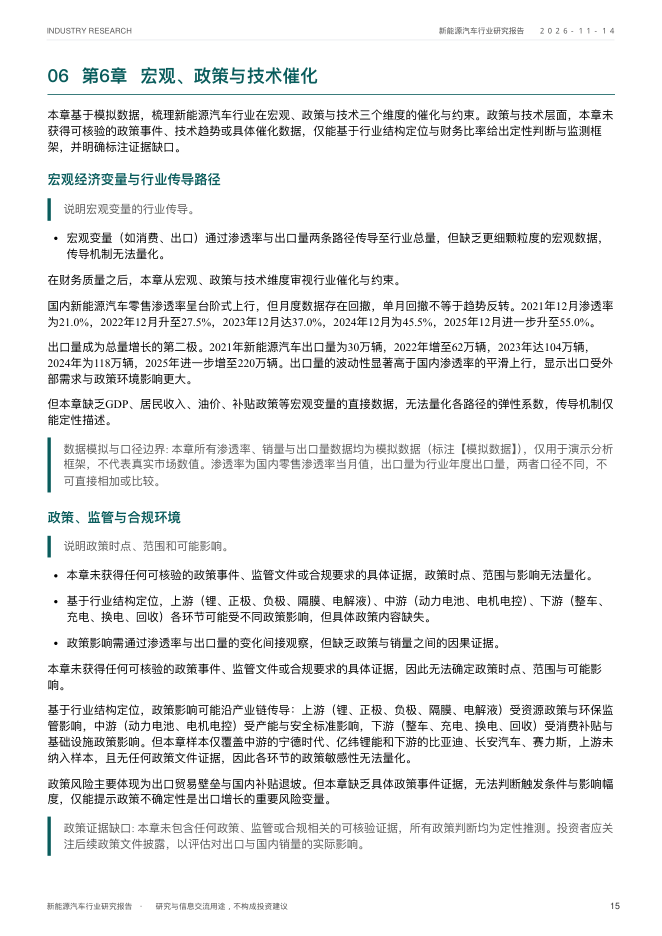 INDUSTRY RESEARCH
新能源汽车行业研究报告 2026-11-14
06 第6章 宏观、政策与技术催化
本章基于模拟数据，梳理新能源汽车行业在宏观、政策与技术三个维度的催化与约束。政策与技术层面，本章未
获得可核验的政策事件、技术趋势或具体催化数据，仅能基于行业结构定位与财务比率给出定性判断与监测框
架，并明确标注证据缺口。
宏观经济变量与行业传导路径
说明宏观变量的行业传导。
• 宏观变量（如消费、出口）通过渗透率与出口量两条路径传导至行业总量，但缺乏更细颗粒度的宏观数据，
传导机制无法量化。
在财务质量之后，本章从宏观、政策与技术维度审视行业催化与约束。
国内新能源汽车零售渗透率呈台阶式上行，但月度数据存在回撤，单月回撤不等于趋势反转。2021年12月渗透率
为21.0%，2022年12月升至27.5%，2023年12月达37.0%，2024年12月为45.5%，2025年12月进一步升至55.0%。
出口量成为总量增长的第二极。2021年新能源汽车出口量为30万辆，2022年增至62万辆，2023年达104万辆，
2024年为118万辆，2025年进一步增至220万辆。出口量的波动性显著高于国内渗透率的平滑上行，显示出口受外
部需求与政策环境影响更大。
但本章缺乏GDP、居民收入、油价、补贴政策等宏观变量的直接数据，无法量化各路径的弹性系数，传导机制仅
能定性描述。
数据模拟与口径边界: 本章所有渗透率、销量与出口量数据均为模拟数据（标注【模拟数据】），仅用于演示分析
框架，不代表真实市场数值。渗透率为国内零售渗透率当月值，出口量为行业年度出口量，两者口径不同，不
可直接相加或比较。
政策、监管与合规环境
说明政策时点、范围和可能影响。
• 本章未获得任何可核验的政策事件、监管文件或合规要求的具体证据，政策时点、范围与影响无法量化。
• 基于行业结构定位，上游（锂、正极、负极、隔膜、电解液）、中游（动力电池、电机电控）、下游（整车、
充电、换电、回收）各环节可能受不同政策影响，但具体政策内容缺失。
• 政策影响需通过渗透率与出口量的变化间接观察，但缺乏政策与销量之间的因果证据。
本章未获得任何可核验的政策事件、监管文件或合规要求的具体证据，因此无法确定政策时点、范围与可能影
响。
基于行业结构定位，政策影响可能沿产业链传导：上游（锂、正极、负极、隔膜、电解液）受资源政策与环保监
管影响，中游（动力电池、电机电控）受产能与安全标准影响，下游（整车、充电、换电、回收）受消费补贴与
基础设施政策影响。但本章样本仅覆盖中游的宁德时代、亿纬锂能和下游的比亚迪、长安汽车、赛力斯，上游未
纳入样本，且无任何政策文件证据，因此各环节的政策敏感性无法量化。
政策风险主要体现为出口贸易壁垒与国内补贴退坡。但本章缺乏具体政策事件证据，无法判断触发条件与影响幅
度，仅能提示政策不确定性是出口增长的重要风险变量。
政策证据缺口: 本章未包含任何政策、监管或合规相关的可核验证据，所有政策判断均为定性推测。投资者应关
注后续政策文件披露，以评估对出口与国内销量的实际影响。
新能源汽车行业研究报告 · 研究与信息交流用途，不构成投资建议
15